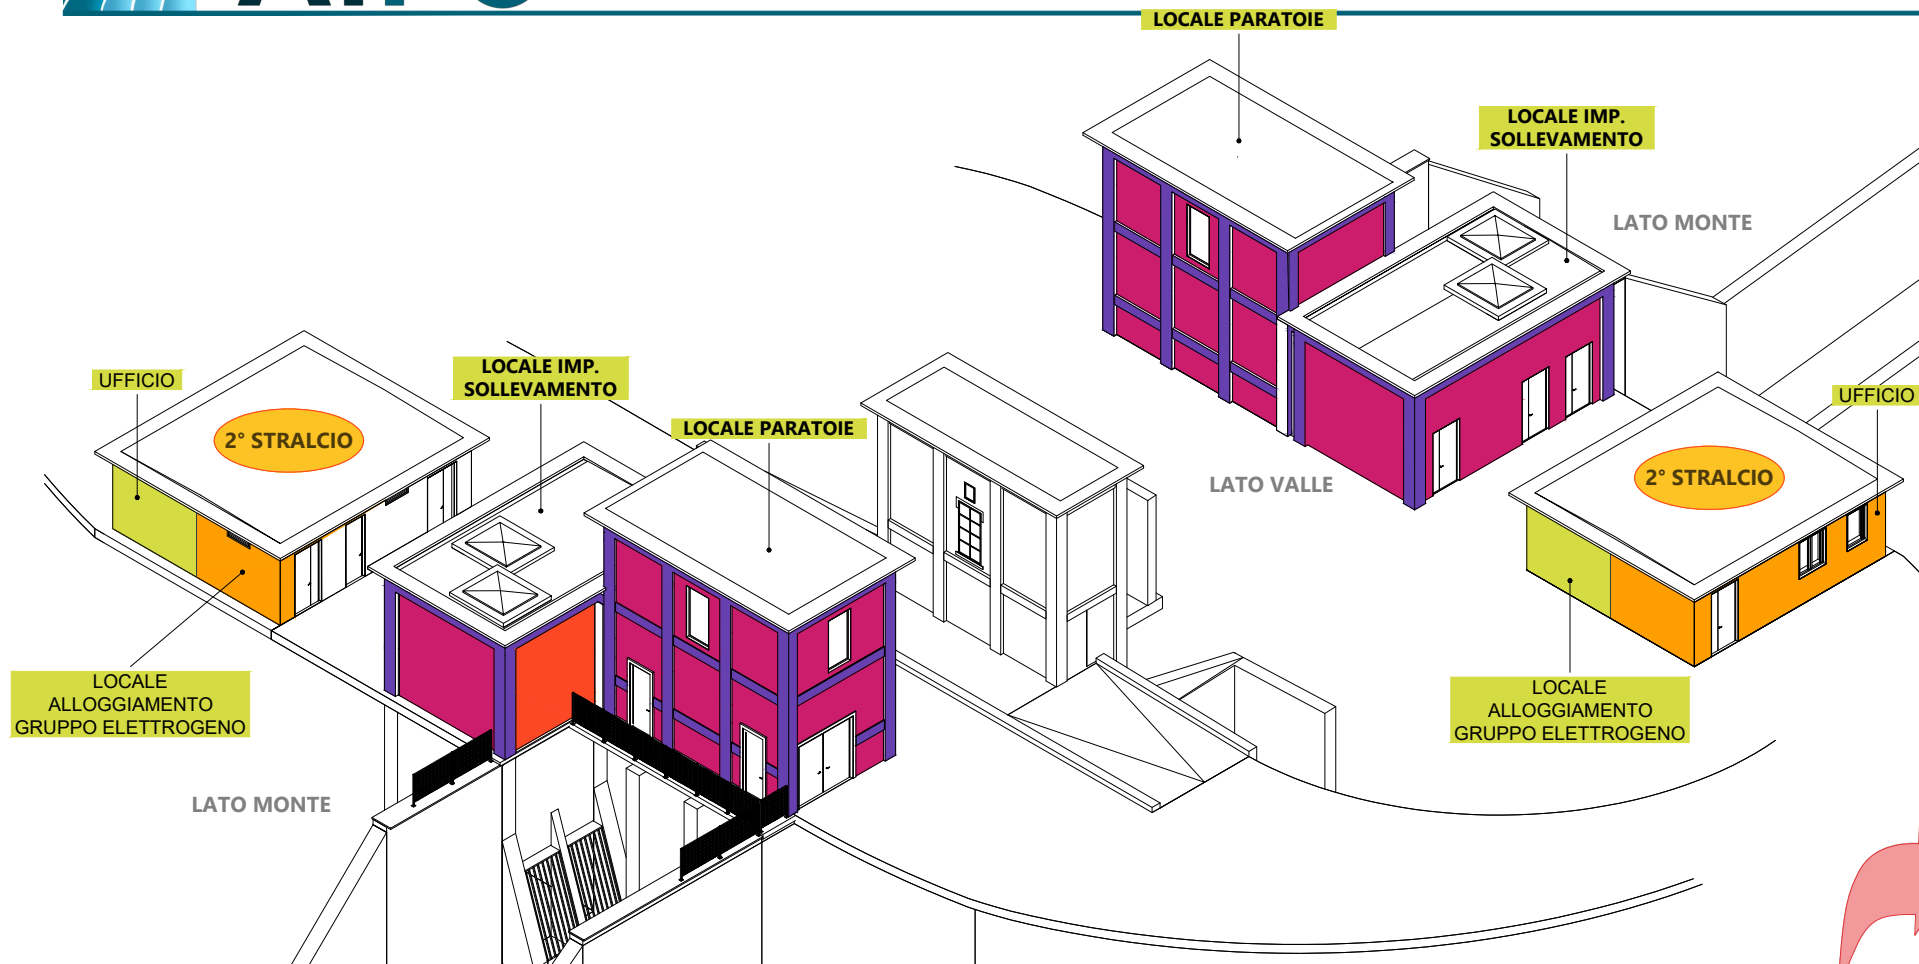 LOCALE PARATOIE
LOCALE IMP.
SOLLEVAMENTO
LATO MONTE
UFFICIO
2° STRALCIO
LOCALE IMP.
SOLLEVAMENTO
LOCALE PARATOIE
LATO VALLE
UFFICIO
2° STRALCIO
LOCALE
ALLOGGIAMENTO
GRUPPO ELETTROGENO
LOCALE
ALLOGGIAMENTO
GRUPPO ELETTROGENO
LATO MONTE